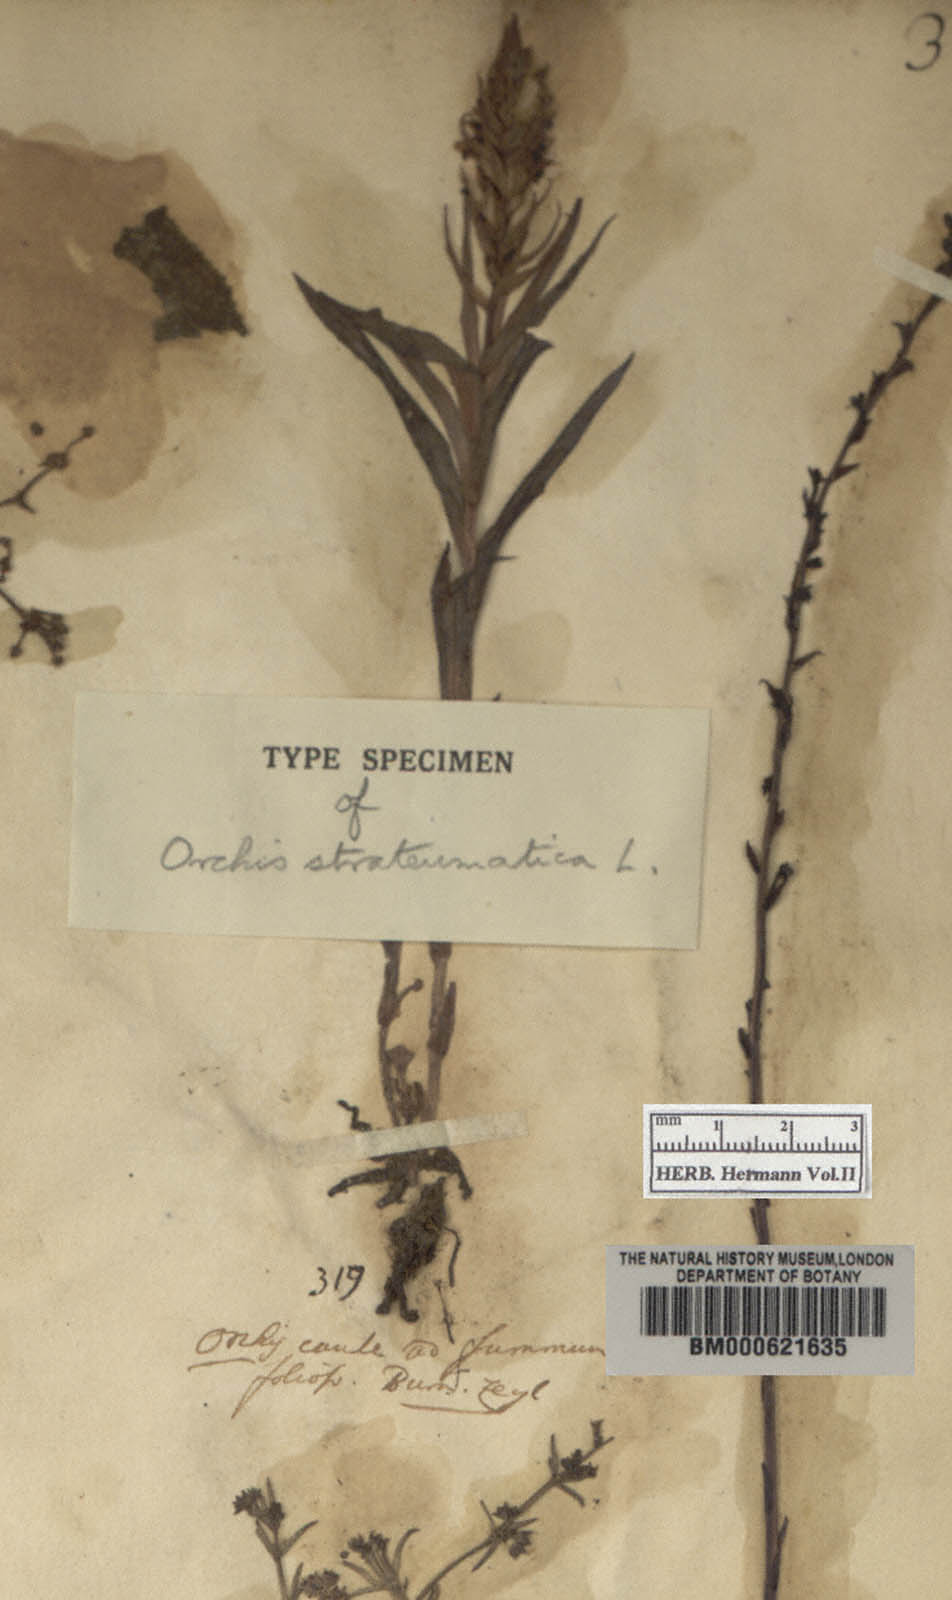 3
TYPE SPECIMEN
of
Orchis strateumatica L.
mm 1 2 3
HERB. Hermann Vol.II
THE NATURAL HISTORY MUSEUM,LONDON
DEPARTMENT OF BOTANY
BM000621635
319
Orchis caule ad summum
folios. Burm. Zeyl